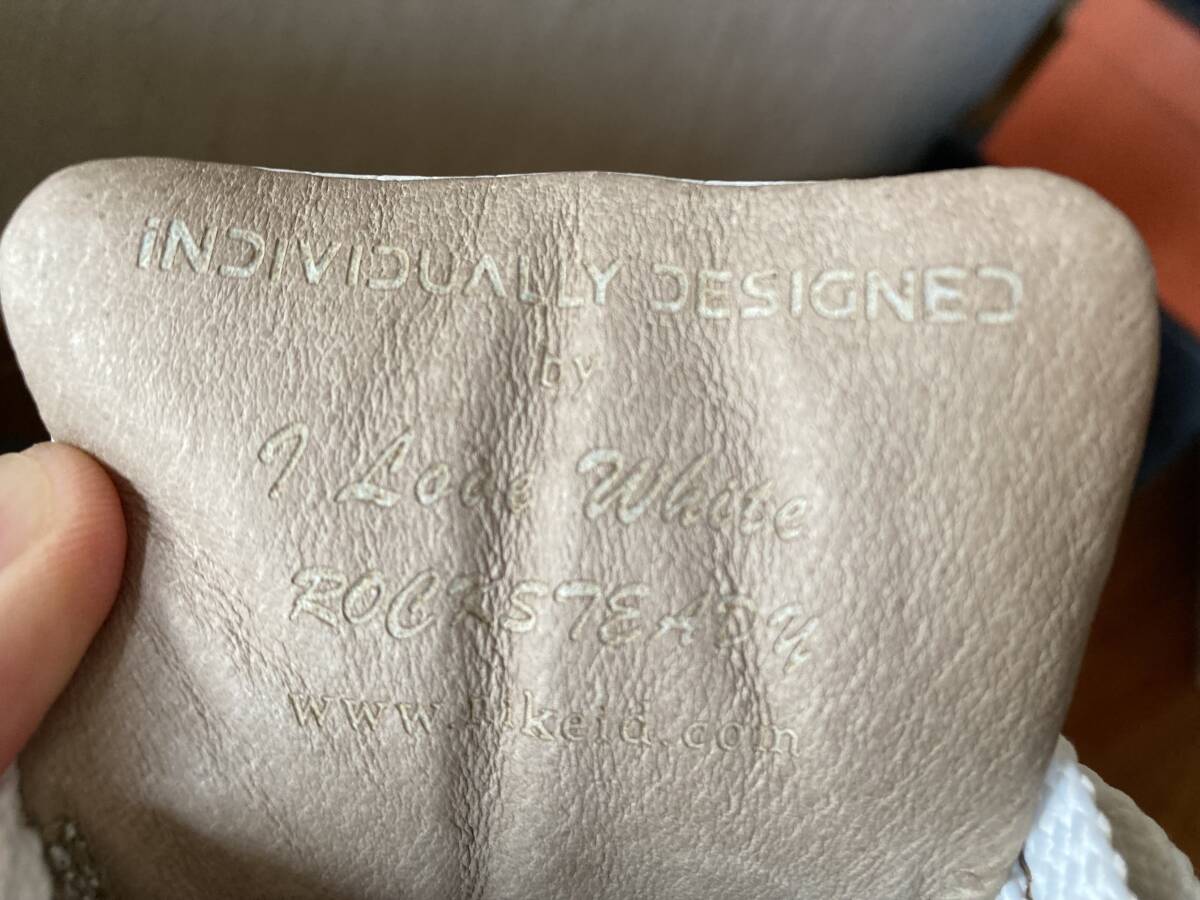 iNDIVIDUALLY DESIGNED
by
I Love White
ROCKSTEADY
www.nikeid.com